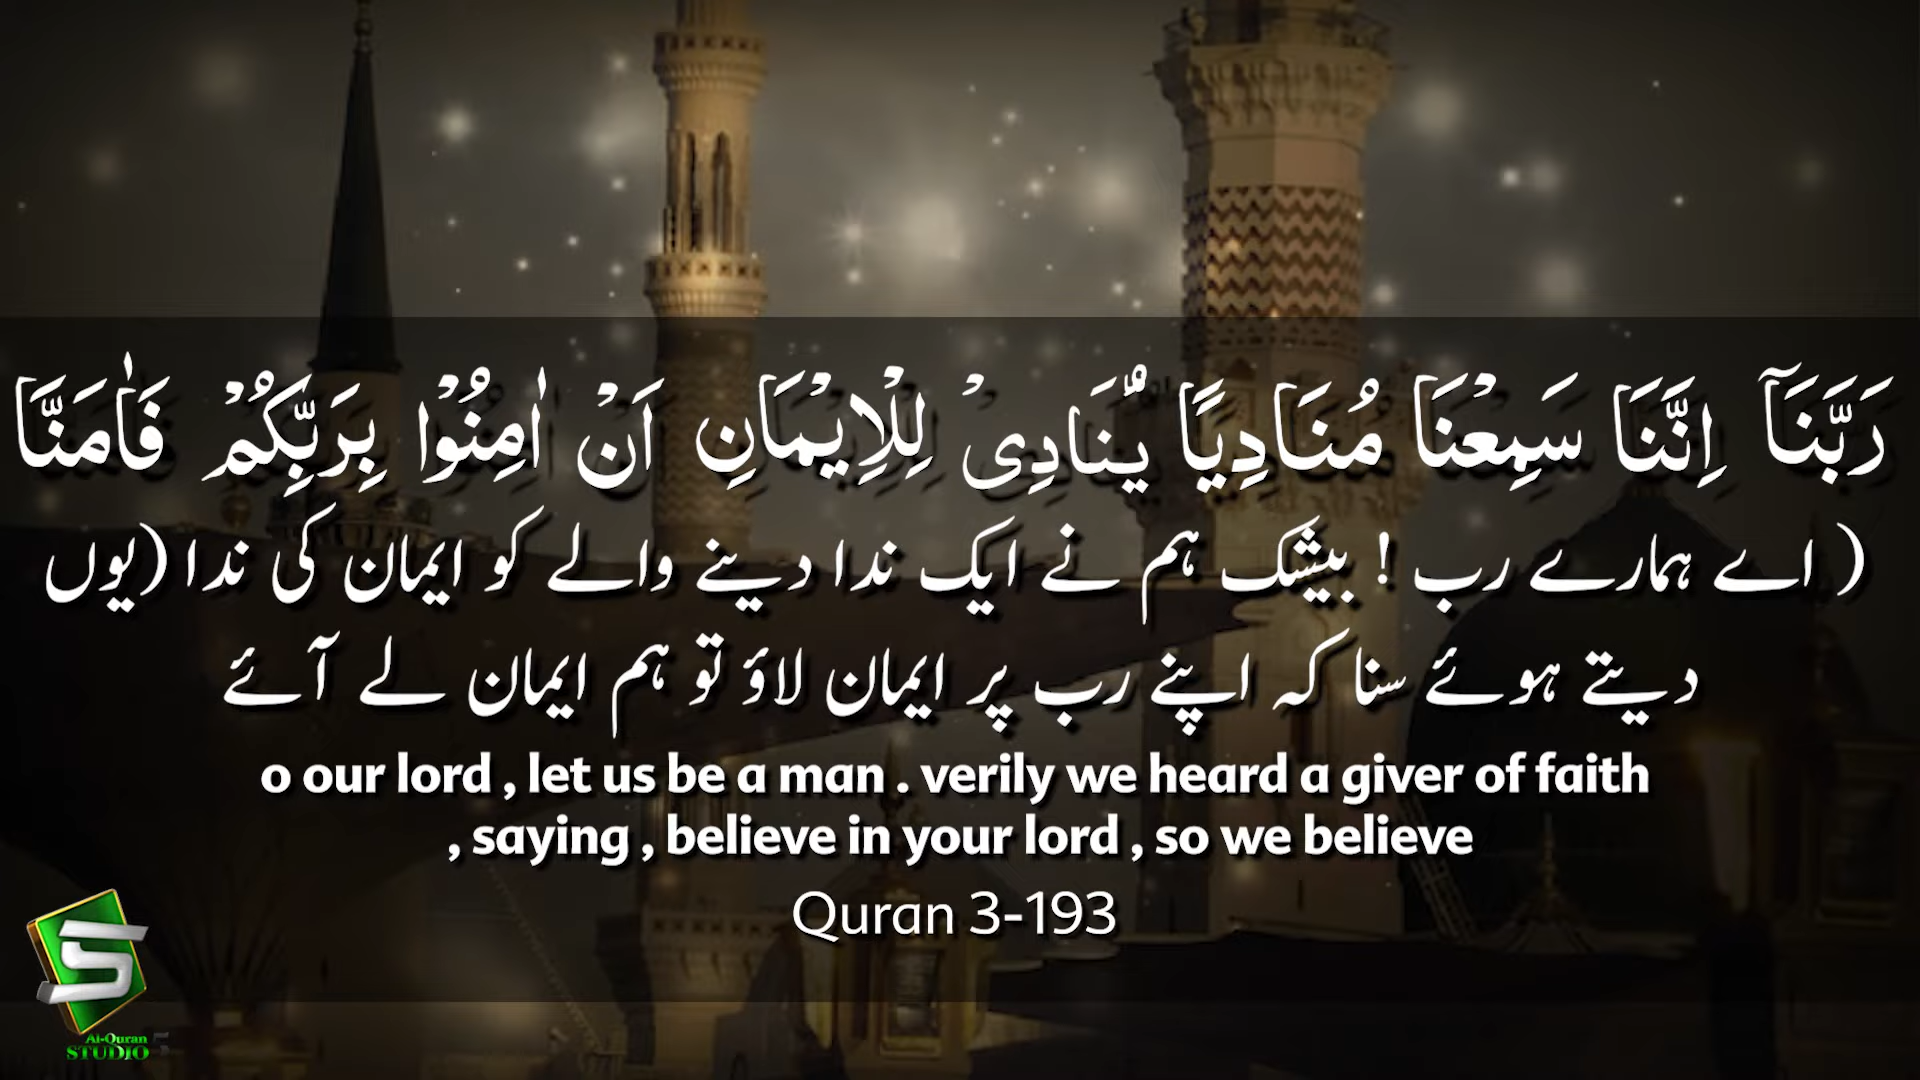 رَبَّنَآ اِنَّنَا سَمِعْنَا مُنَادِيًا يُّنَادِىْ لِلْاِيْمَانِ اَنْ اٰمِنُوْا بِرَبِّكُمْ فَاٰمَنَّا
( اے ہمارے رب ! بیشک ہم نے ایک ندا دینے والے کو ایمان کی ندا (یوں
دیتے ہوئے سنا کہ اپنے رب پر ایمان لاؤ تو ہم ایمان لے آئے
o our lord , let us be a man . verily we heard a giver of faith
, saying , believe in your lord , so we believe
Quran 3-193
5
Al-Quran
STUDIO 5